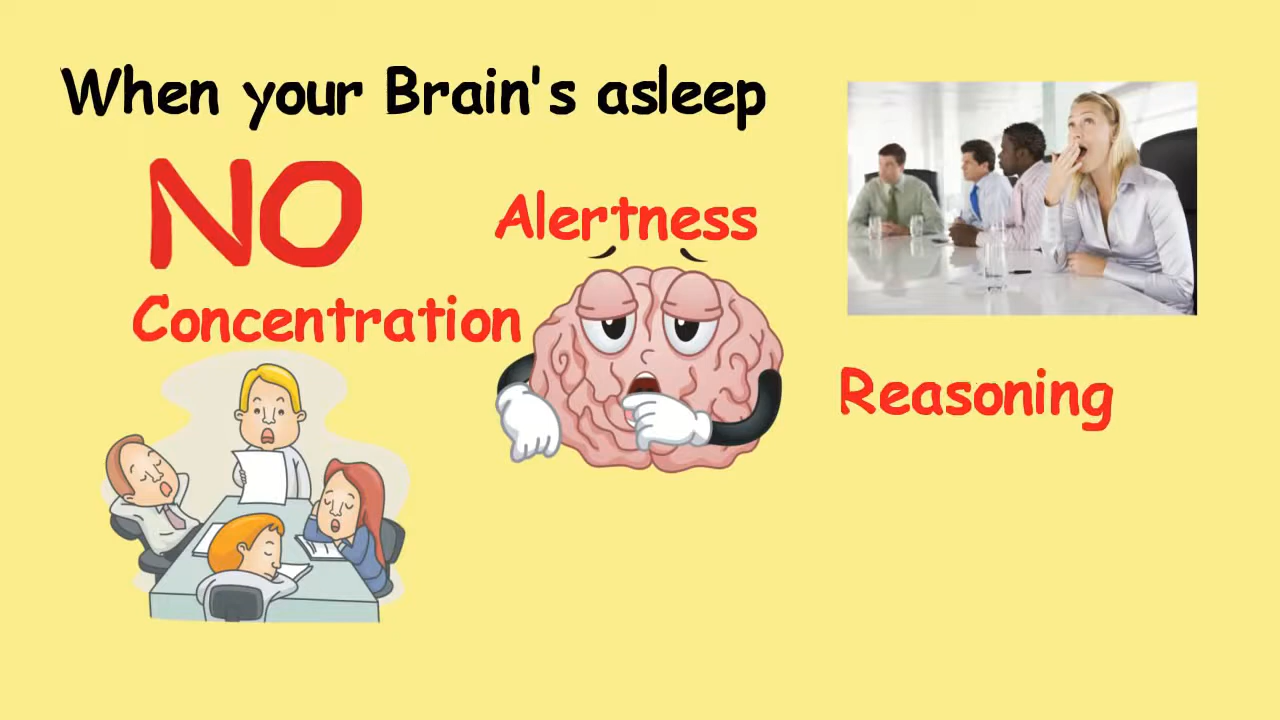 When your Brain's asleep
NO
Alertness
Concentration
Reasoning